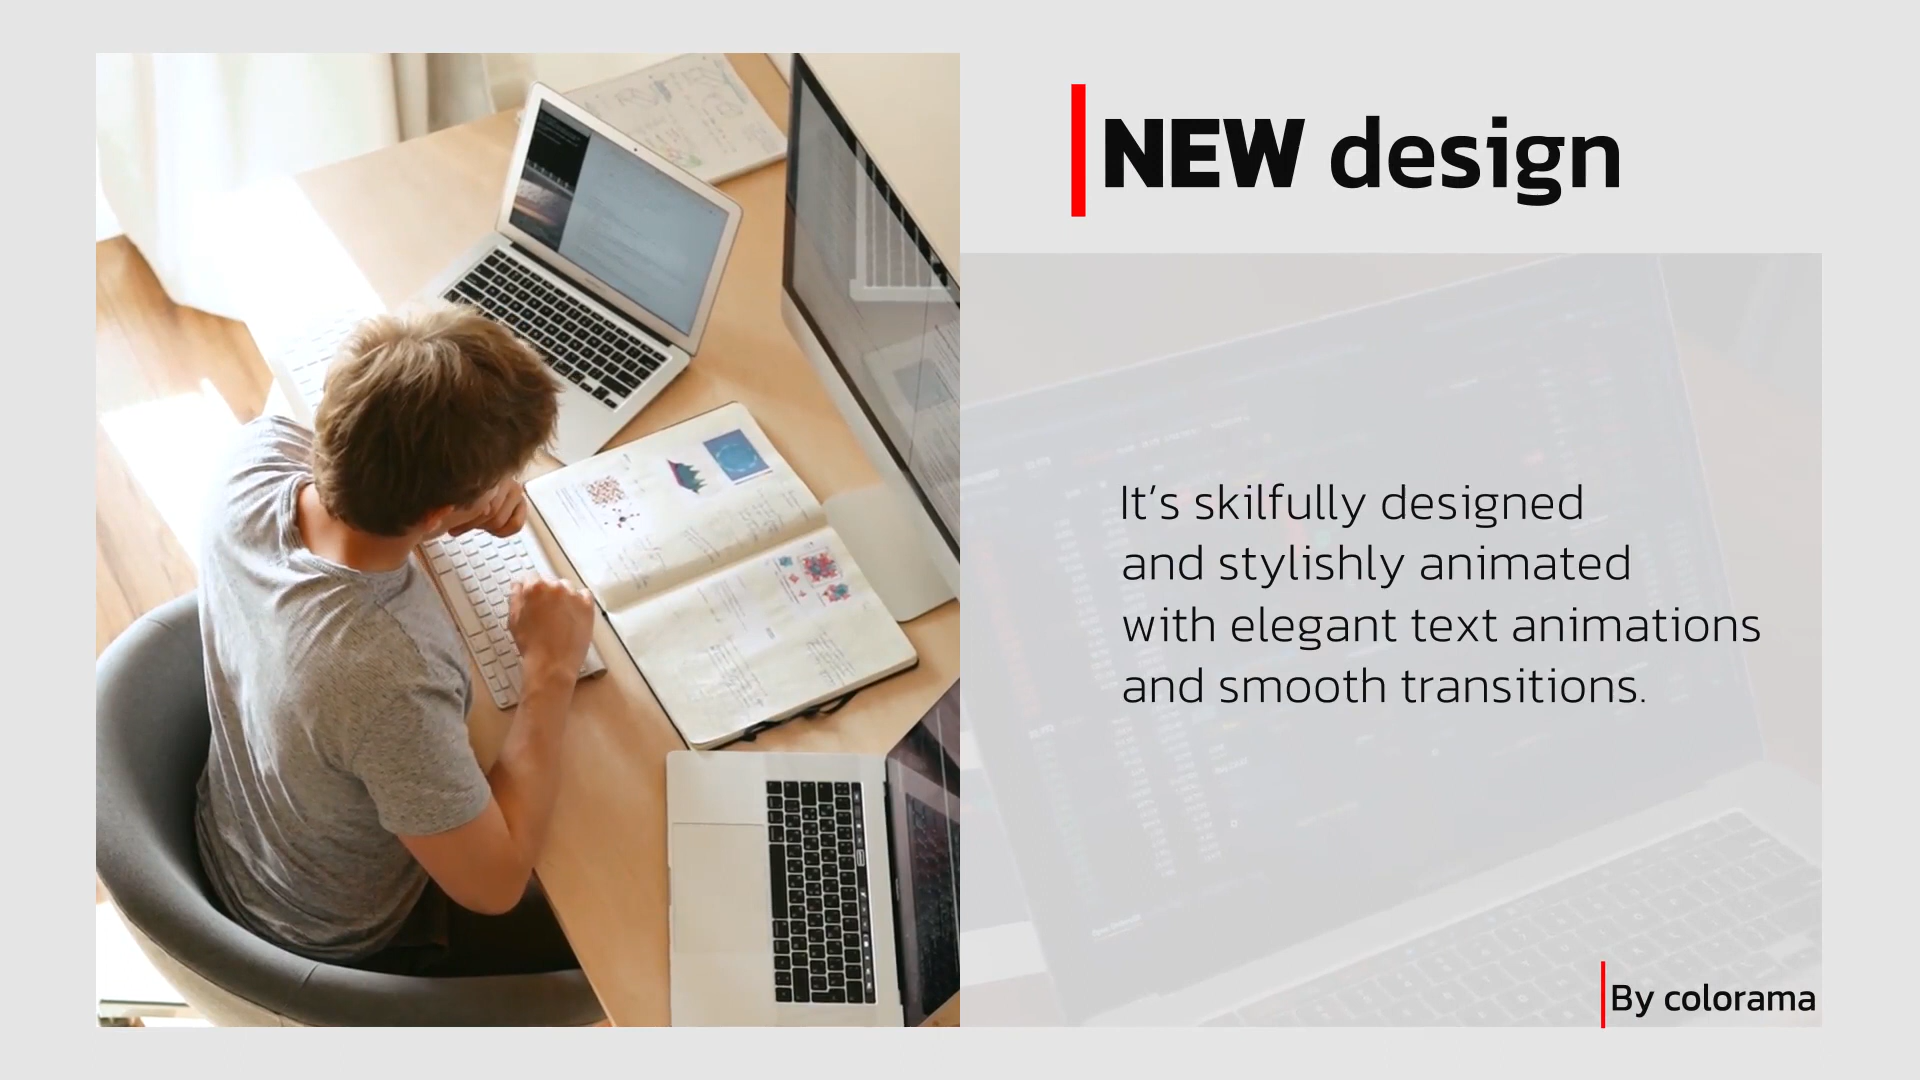 NEW design
It’s skilfully designed
and stylishly animated
with elegant text animations
and smooth transitions.
By colorama